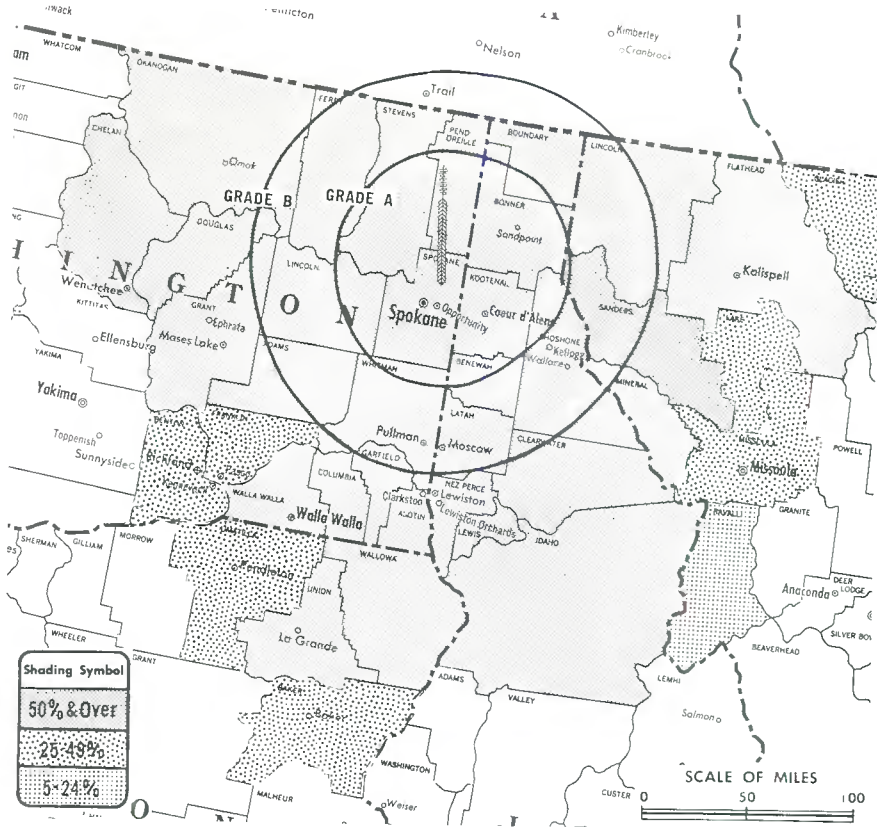 Kimberley
Cranbrook
Nelson
Trail
WHATCOM
OKANOGAN
FERRY
STEVENS
PEND OREILLE
BOUNDARY
LINCOLN
FLATHEAD
GLACIER
CHELAN
Omak
GRADE B
GRADE A
BONNER
Sandpoint
DOUGLAS
LINCOLN
SPOKANE
KOOTENAI
Kalispell
H I N G T O N
Wenatchee
KITTITAS
GRANT
Ephrata
Spokane
Opportunity
Coeur d'Alene
SANDERS
LAKE
Ellensburg
Moses Lake
ADAMS
SHOSHONE
Kellogg
Wallace
YAKIMA
WHITMAN
BENEWAH
MINERAL
Yakima
LATAH
Toppenish
Sunnyside
BENTON
FRANKLIN
Pullman
Moscow
CLEARWATER
MISSOULA
POWELL
Richland
Pasco
Kennewick
GARFIELD
COLUMBIA
NEZ PERCE
Missoula
WALLA WALLA
Walla Walla
Clarkston
Lewiston
ASOTIN
Lewiston Orchards
LEWIS
IDAHO
RAVALLI
GRANITE
SHERMAN
GILLIAM
MORROW
UMATILLA
WALLOWA
Pendleton
UNION
Anaconda
DEER LODGE
WHEELER
La Grande
SILVER BOW
BEAVERHEAD
GRANT
ADAMS
LEMHI
VALLEY
BAKER
Baker
Salmon
WASHINGTON
MALHEUR
Weiser
CUSTER
Shading Symbol
50% & Over
25-49%
5-24%
SCALE OF MILES
0 50 100